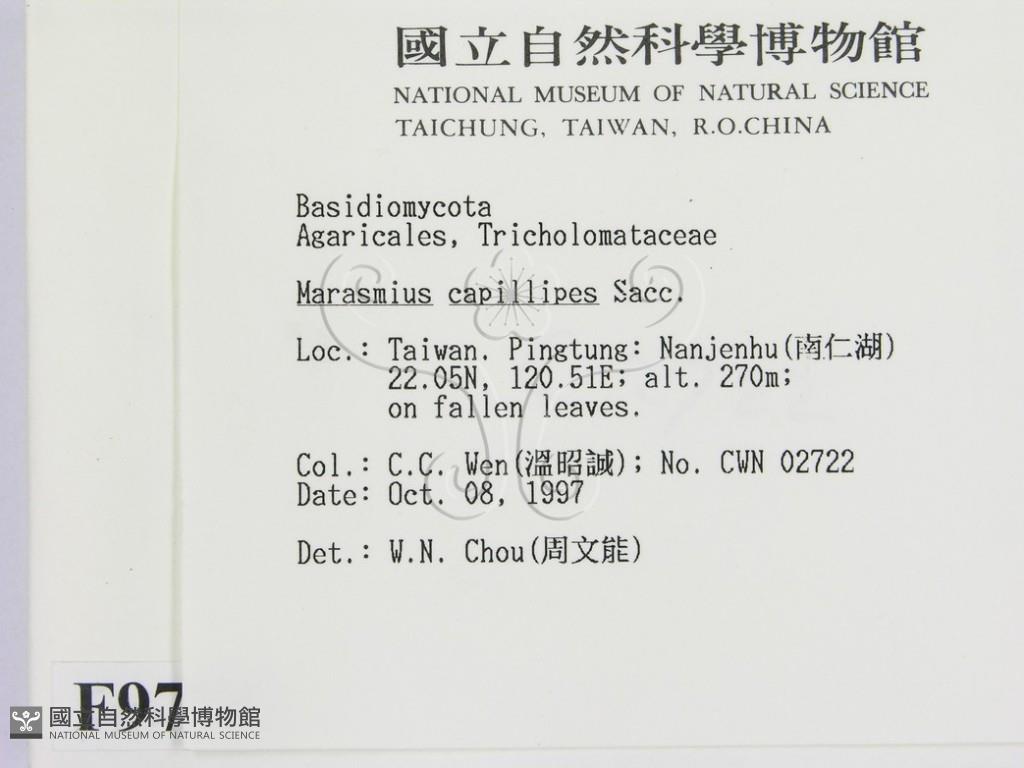 國立自然科學博物館
NATIONAL MUSEUM OF NATURAL SCIENCE
TAICHUNG, TAIWAN, R.O.CHINA
Basidiomycota
Agaricales, Tricholomataceae
Marasmius capillipes Sacc.
Loc.: Taiwan. Pingtung: Nanjenhu(南仁湖)
22.05N, 120.51E; alt. 270m;
on fallen leaves.
Col.: C.C. Wen(溫昭誠); No. CWN 02722
Date: Oct. 08, 1997
Det.: W.N. Chou(周文能)
F97
國立自然科學博物館
NATIONAL MUSEUM OF NATURAL SCIENCE